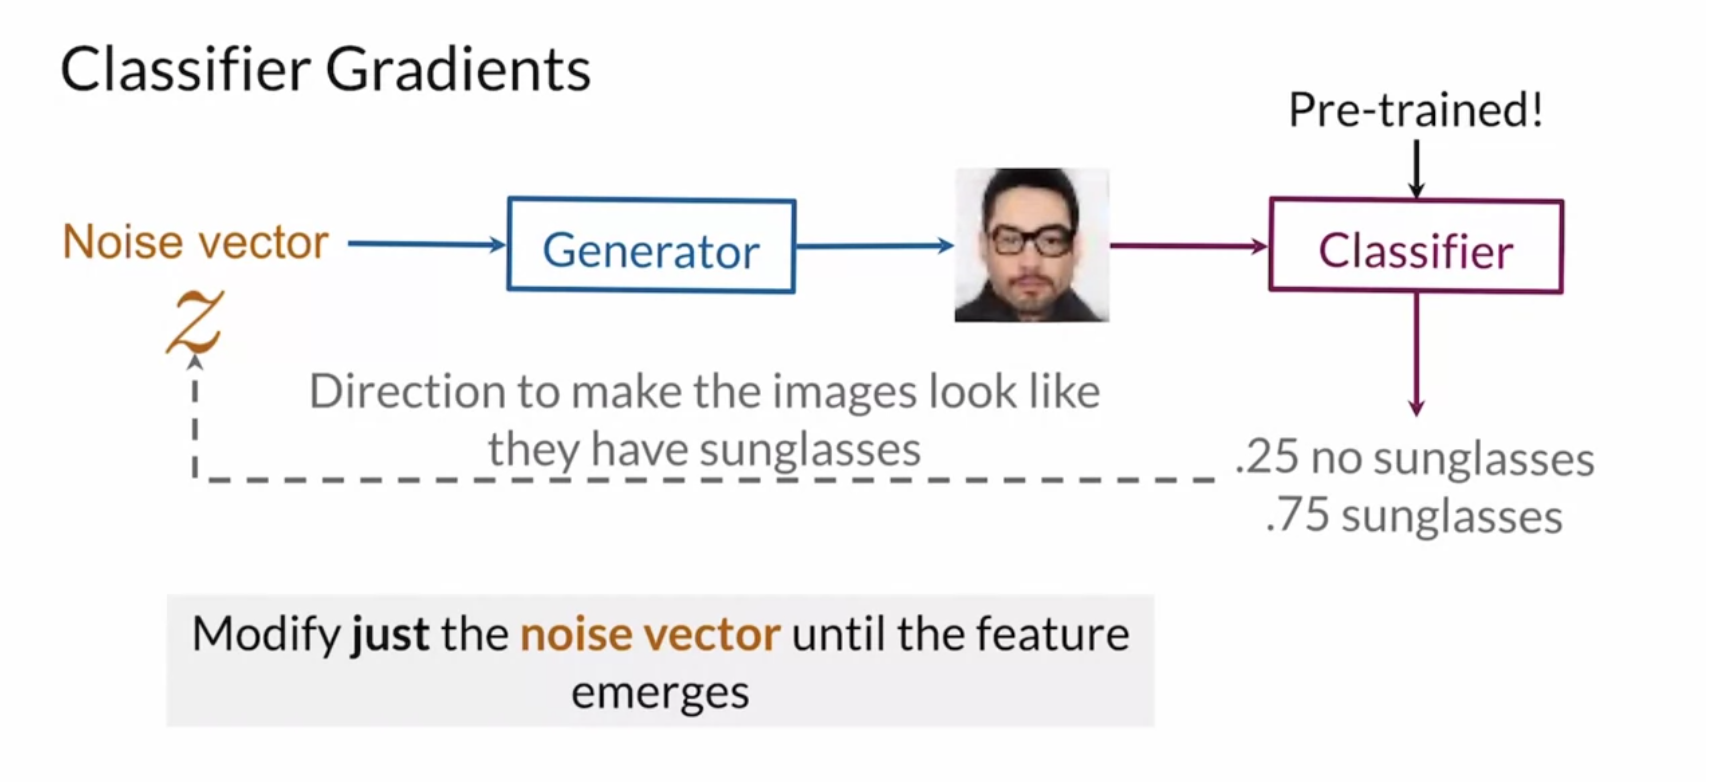 Classifier Gradients
Pre-trained!
Noise vector
Generator
Classifier
z
Direction to make the images look like
they have sunglasses
.25 no sunglasses
.75 sunglasses
Modify just the noise vector until the feature
emerges